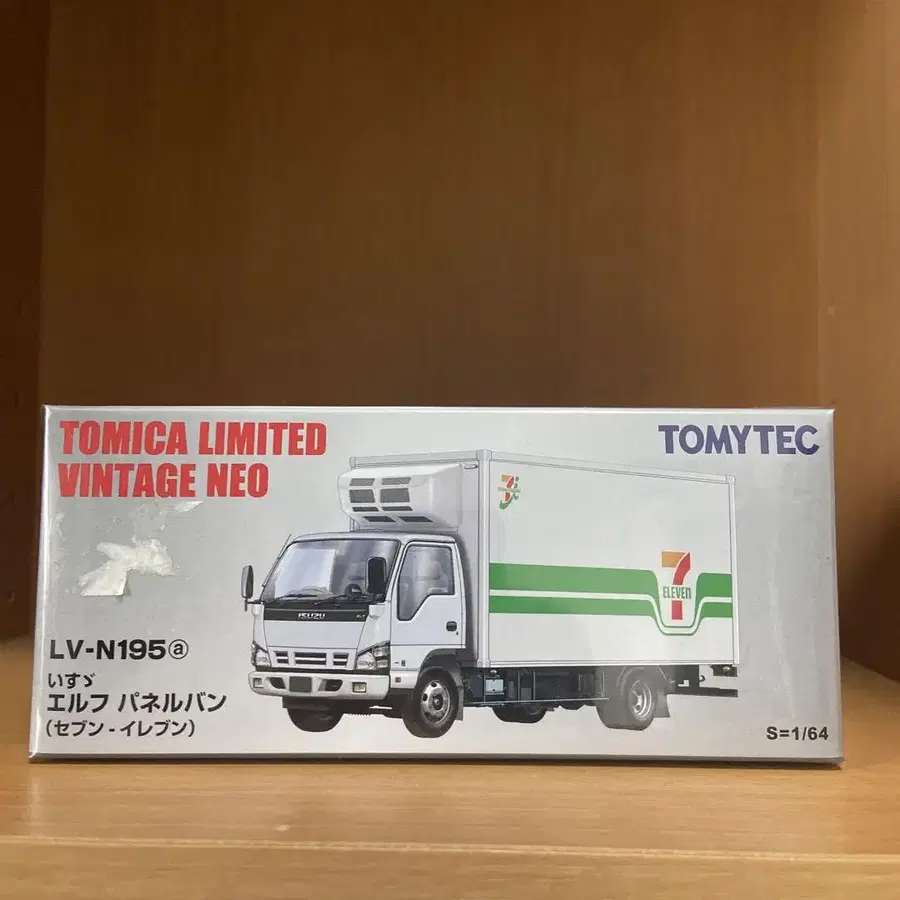 TOMICA LIMITED
VINTAGE NEO
TOMYTEC
7
ELEVEn
ISUZU
LV-N195ⓐ
いすゞ
エルフ パネルバン
(セブン-イレブン)
S=1/64